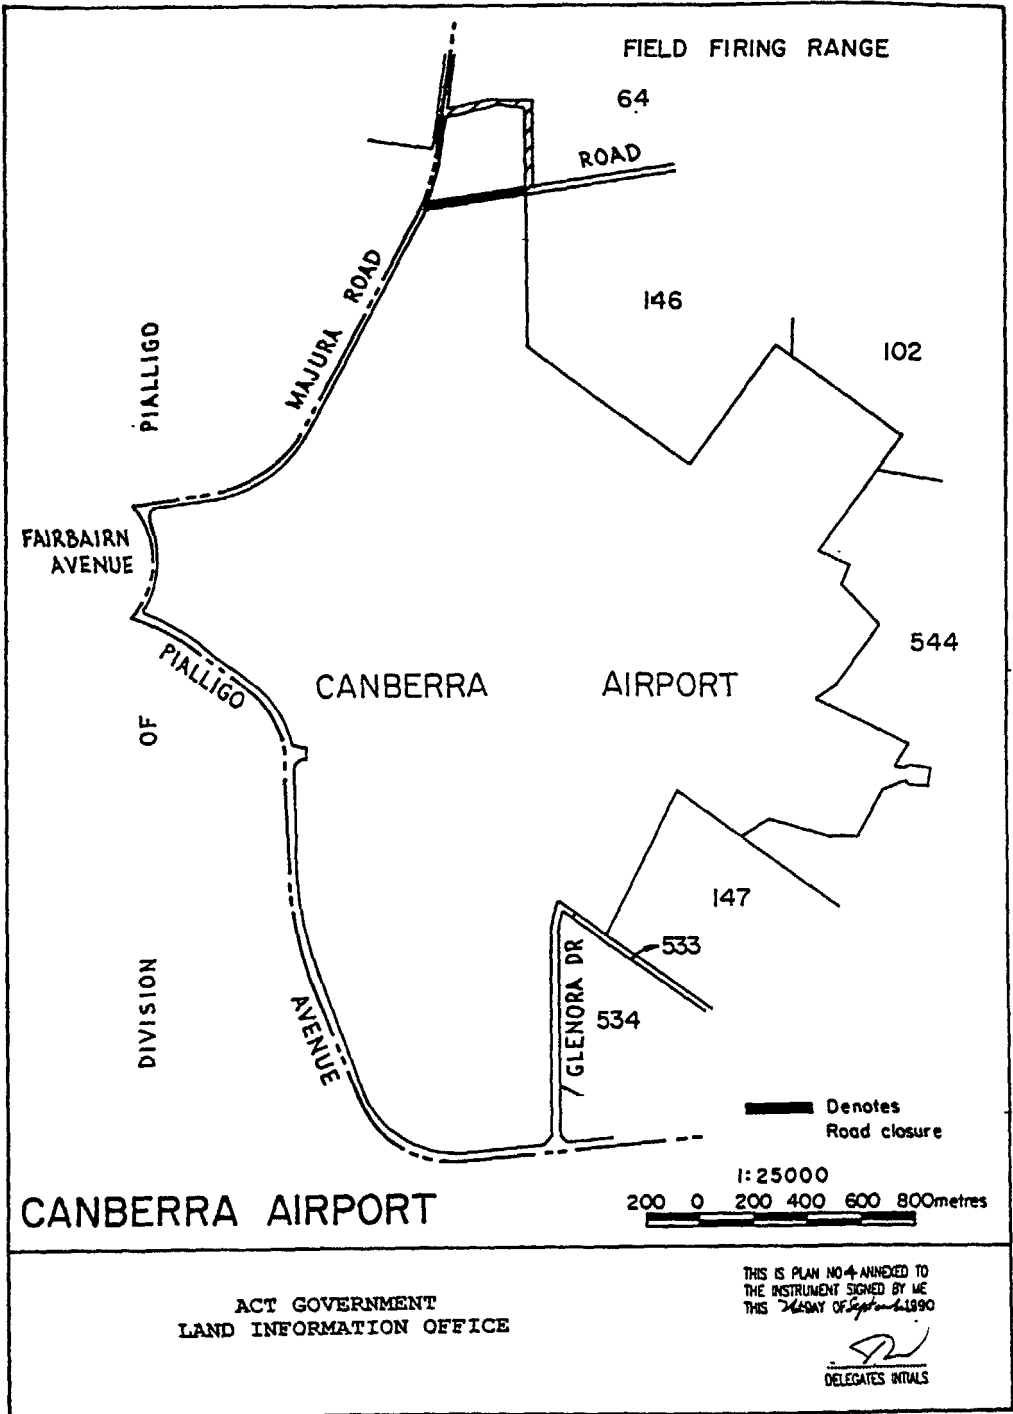 FIELD FIRING RANGE
64
ROAD
MAJURA ROAD
146
102
PIALLIGO
FAIRBAIRN
AVENUE
544
PIALLIGO
CANBERRA AIRPORT
OF
147
533
GLENORA DR
534
DIVISION
AVENUE
Denotes
Road closure
1:25000
200 0 200 400 600 800metres
CANBERRA AIRPORT
THIS IS PLAN NO 4 ANNEXED TO
THE INSTRUMENT SIGNED BY ME
THIS DAY OF September 1990
ACT GOVERNMENT
LAND INFORMATION OFFICE
DELEGATES INITIALS